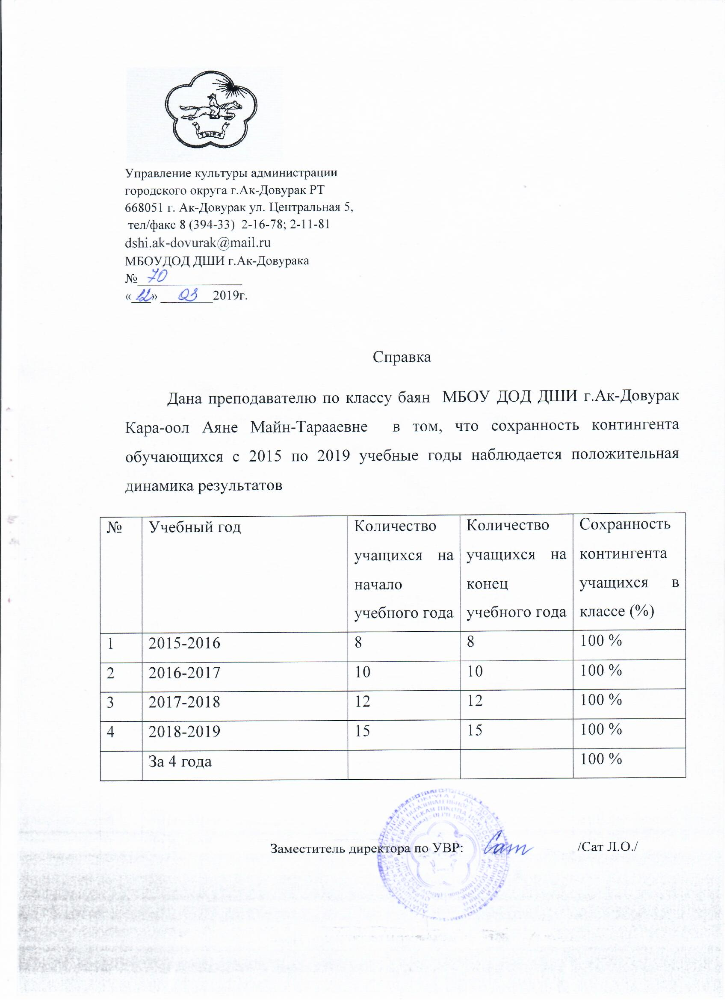 Управление культуры администрации
городского округа г.Ак-Довурак РТ
668051 г. Ак-Довурак ул. Центральная 5,
тел/факс 8 (394-33) 2-16-78; 2-11-81
dshi.ak-dovurak@mail.ru
МБОУДОД ДШИ г.Ак-Довурака
№ 70
«12» 03 2019г.
Справка
Дана преподавателю по классу баян МБОУ ДОД ДШИ г.Ак-Довурак
Кара-оол Аяне Майн-Тарааевне в том, что сохранность контингента
обучающихся с 2015 по 2019 учебные годы наблюдается положительная
динамика результатов
№ Учебный год Количество учащихся на начало учебного года Количество учащихся на конец учебного года Сохранность контингента учащихся в классе (%)
1 2015-2016 8 8 100 %
2 2016-2017 10 10 100 %
3 2017-2018 12 12 100 %
4 2018-2019 15 15 100 %
За 4 года 100 %
Заместитель директора по УВР: Сат /Сат Л.О./